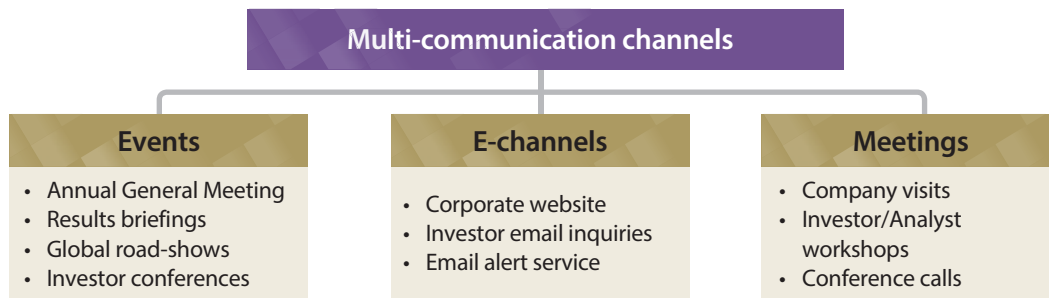 Multi-communication channels
Events
• Annual General Meeting
• Results briefings
• Global road-shows
• Investor conferences
E-channels
• Corporate website
• Investor email inquiries
• Email alert service
Meetings
• Company visits
• Investor/Analyst
workshops
• Conference calls